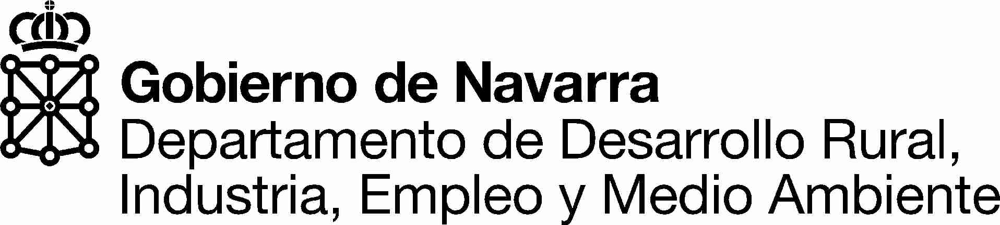 Gobierno de Navarra
Departamento de Desarrollo Rural,
Industria, Empleo y Medio Ambiente